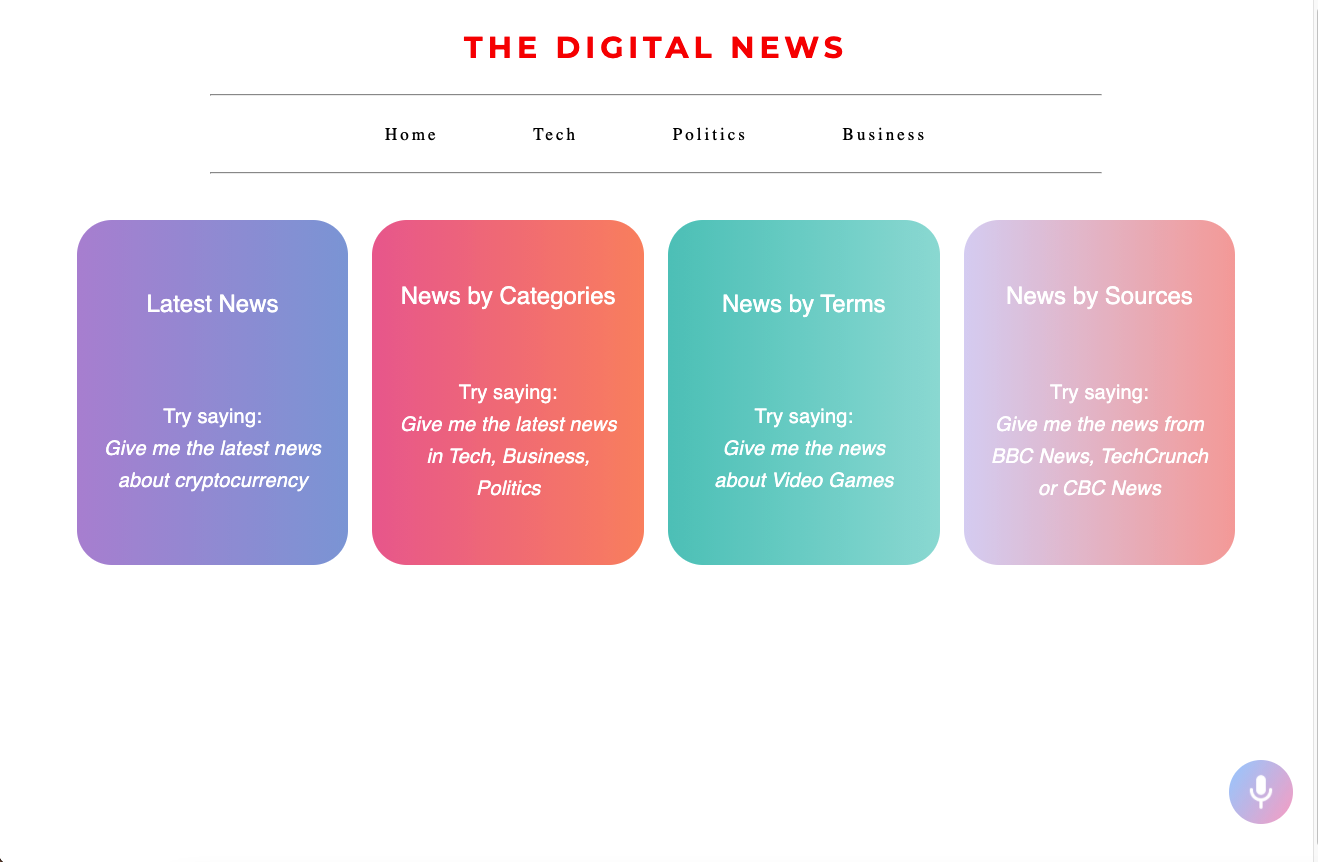 THE DIGITAL NEWS
Home Tech Politics Business
Latest News
Try saying:
Give me the latest news
about cryptocurrency
News by Categories
Try saying:
Give me the latest news
in Tech, Business,
Politics
News by Terms
Try saying:
Give me the news
about Video Games
News by Sources
Try saying:
Give me the news from
BBC News, TechCrunch
or CBC News